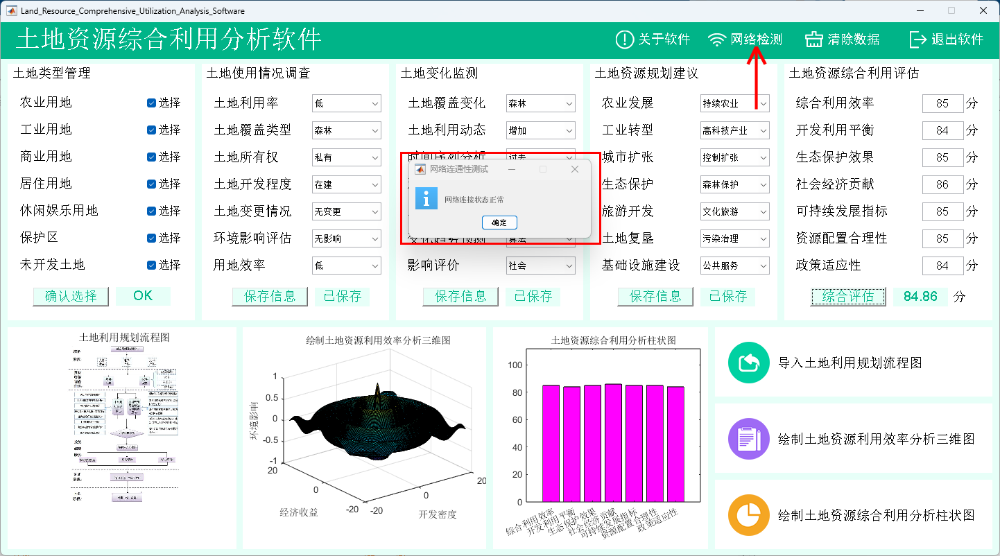 Land_Resource_Comprehensive_Utilization_Analysis_Software
土地资源综合利用分析软件
关于软件
网络检测
清除数据
退出软件
土地类型管理
农业用地 选择
工业用地 选择
商业用地 选择
居住用地 选择
休闲娱乐用地 选择
保护区 选择
未开发土地 选择
确认选择 OK
土地使用情况调查
土地利用率 低
土地覆盖类型 森林
土地所有权 私有
土地开发程度 在建
土地变更情况 无变更
环境影响评估 无影响
用地效率 低
保存信息 已保存
土地变化监测
土地覆盖变化 森林
土地利用动态 增加
时间序列分析 过去
变化趋势预测 算法
影响评价 社会
保存信息 已保存
网络连通性测试
网络连接状态正常
确定
土地资源规划建议
农业发展 持续农业
工业转型 高科技产业
城市扩张 控制扩张
生态保护 森林保护
旅游开发 文化旅游
土地复垦 污染治理
基础设施建设 公共服务
保存信息 已保存
土地资源综合利用评估
综合利用效率 85 分
开发利用平衡 84 分
生态保护效果 85 分
社会经济贡献 86 分
可持续发展指标 85 分
资源配置合理性 85 分
政策适应性 84 分
综合评估 84.86 分
土地利用规划流程图
绘制土地资源利用效率分析三维图
环境影响
1
0.5
0
-0.5
-1
20
0
-20
-20
0
20
经济收益
开发密度
土地资源综合利用分析柱状图
100
80
60
40
20
0
综合利用效率
开发利用平衡
生态保护效果
社会经济贡献
可持续发展指标
资源配置合理性
政策适应性
导入土地利用规划流程图
绘制土地资源利用效率分析三维图
绘制土地资源综合利用分析柱状图